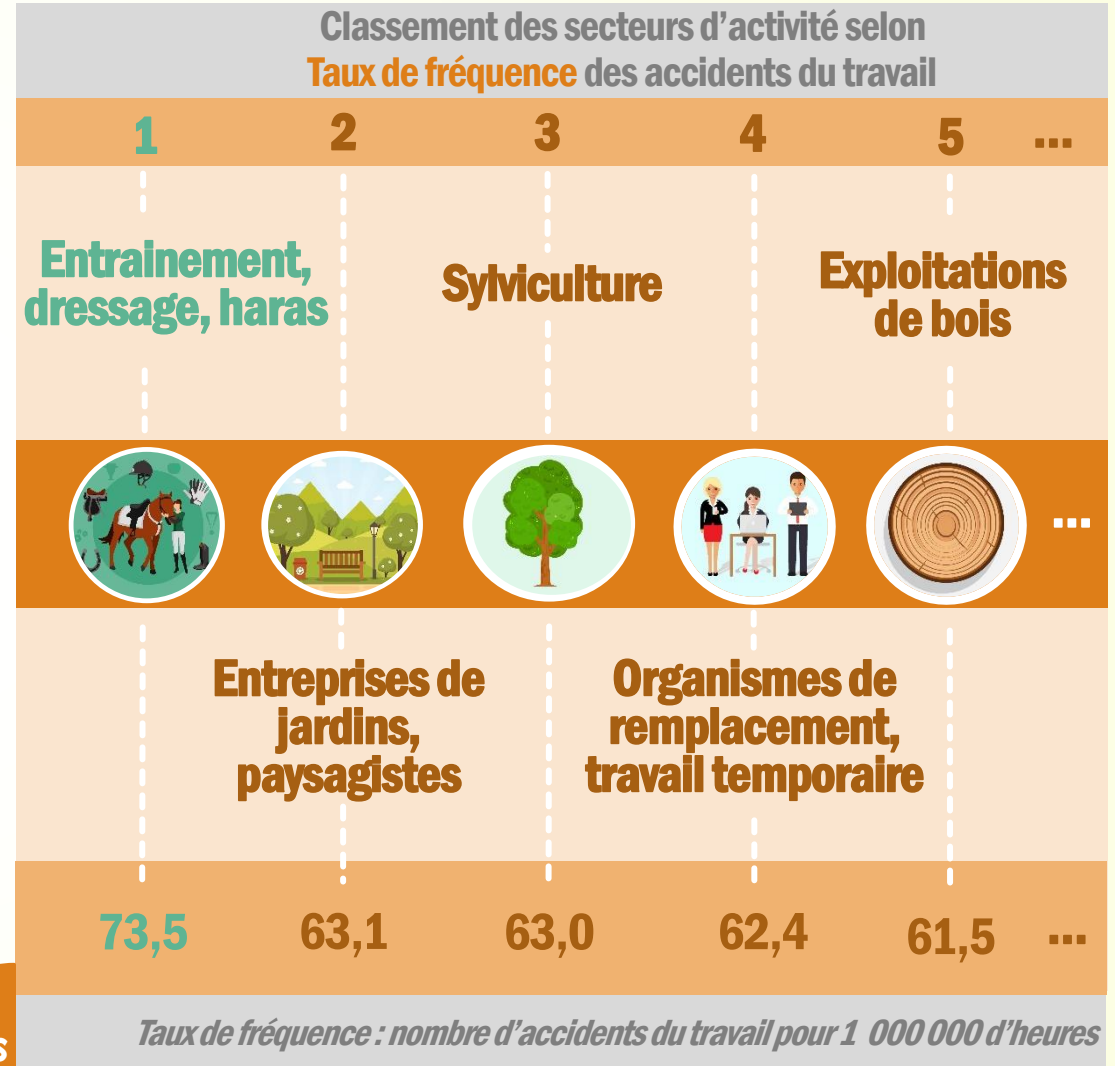 Classement des secteurs d’activité selon
Taux de fréquence des accidents du travail
1 2 3 4 5 ...
Entrainement,
dressage, haras
Sylviculture
Exploitations
de bois
...
Entreprises de
jardins,
paysagistes
Organismes de
remplacement,
travail temporaire
73,5 63,1 63,0 62,4 61,5 ...
Taux de fréquence : nombre d’accidents du travail pour 1 000 000 d’heures